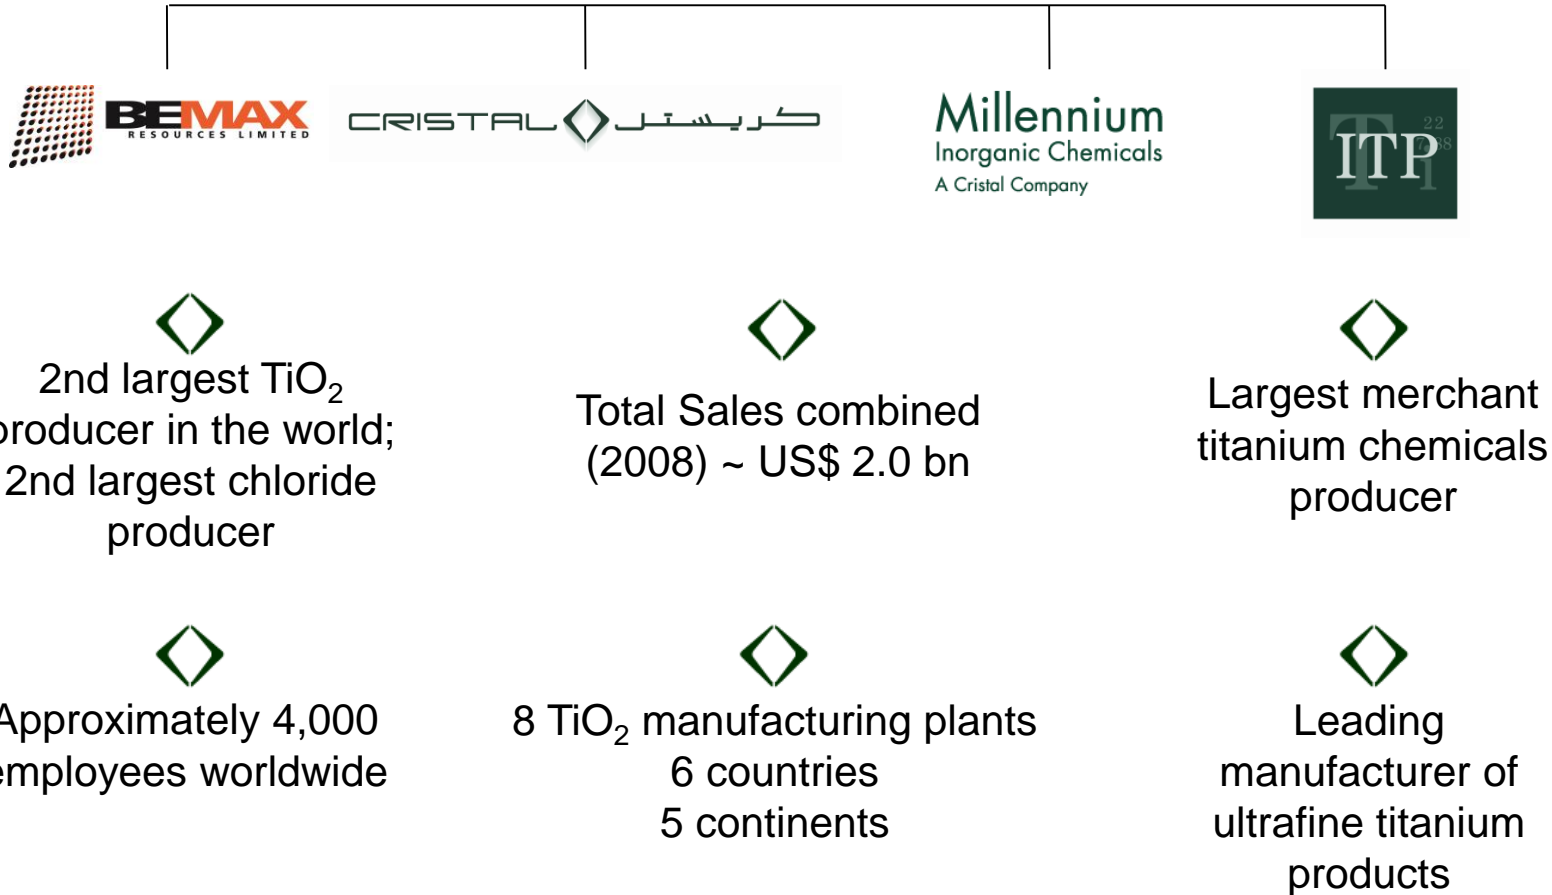 BEMAX
RESOURCES LIMITED
CRISTAL كريستل
Millennium
Inorganic Chemicals
A Cristal Company
22
ITP
2nd largest TiO₂
producer in the world;
2nd largest chloride
producer
Total Sales combined
(2008) ~ US$ 2.0 bn
Largest merchant
titanium chemicals
producer
Approximately 4,000
employees worldwide
8 TiO₂ manufacturing plants
6 countries
5 continents
Leading
manufacturer of
ultrafine titanium
products